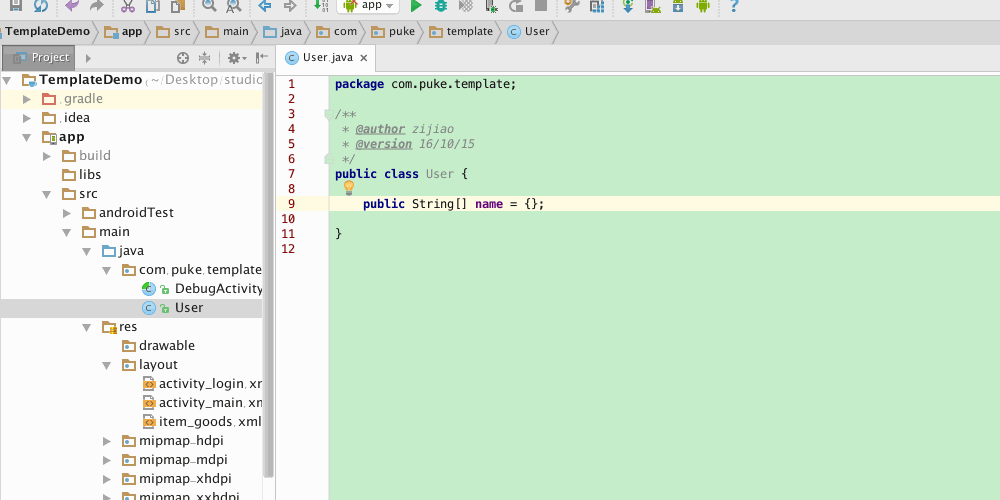 app
TemplateDemo app src main java com puke template User
Project
User.java
TemplateDemo (~/Desktop/studio
.gradle
.idea
app
build
libs
src
androidTest
main
java
com.puke.template
DebugActivity
User
res
drawable
layout
activity_login.xm
activity_main.xm
item_goods.xml
mipmap-hdpi
mipmap-mdpi
mipmap-xhdpi
mipmap-xxhdpi
1 package com.puke.template;
2
3 /**
4 * @author zijiao
5 * @version 16/10/15
6 */
7 public class User {
8
9 public String[] name = {};
10
11 }
12